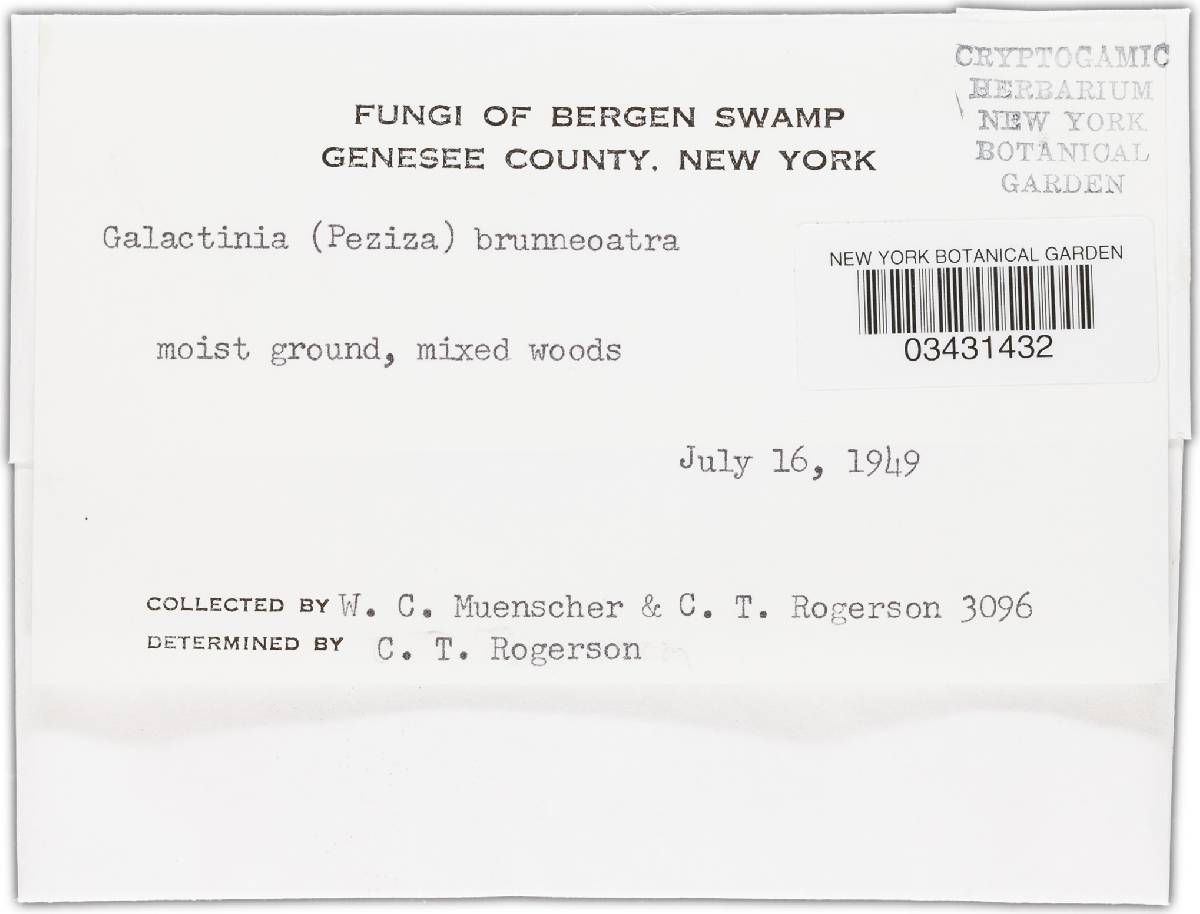 CRYPTOGAMIC
HERBARIUM
NEW YORK
BOTANICAL
GARDEN
FUNGI OF BERGEN SWAMP
GENESEE COUNTY, NEW YORK
Galactinia (Peziza) brunneoatra
NEW YORK BOTANICAL GARDEN
03431432
moist ground, mixed woods
July 16, 1949
COLLECTED BY W. C. Muenscher & C. T. Rogerson 3096
DETERMINED BY C. T. Rogerson